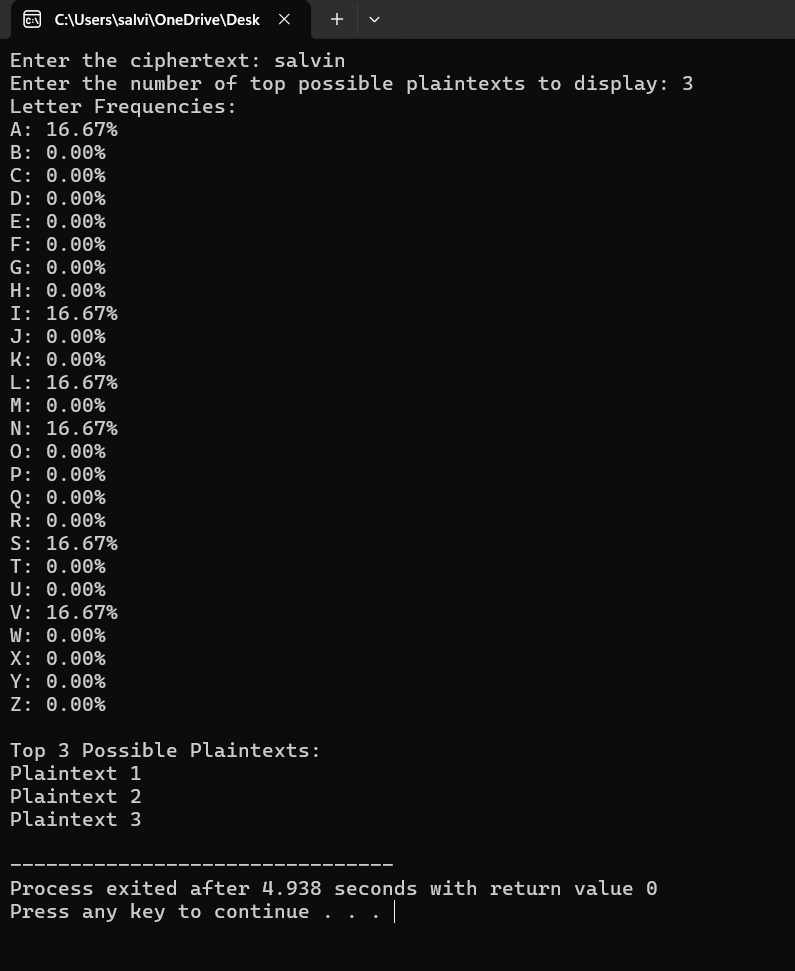 C:\Users\salvi\OneDrive\Desk
Enter the ciphertext: salvin
Enter the number of top possible plaintexts to display: 3
Letter Frequencies:
A: 16.67%
B: 0.00%
C: 0.00%
D: 0.00%
E: 0.00%
F: 0.00%
G: 0.00%
H: 0.00%
I: 16.67%
J: 0.00%
K: 0.00%
L: 16.67%
M: 0.00%
N: 16.67%
O: 0.00%
P: 0.00%
Q: 0.00%
R: 0.00%
S: 16.67%
T: 0.00%
U: 0.00%
V: 16.67%
W: 0.00%
X: 0.00%
Y: 0.00%
Z: 0.00%
Top 3 Possible Plaintexts:
Plaintext 1
Plaintext 2
Plaintext 3
--------------------------------
Process exited after 4.938 seconds with return value 0
Press any key to continue . . .